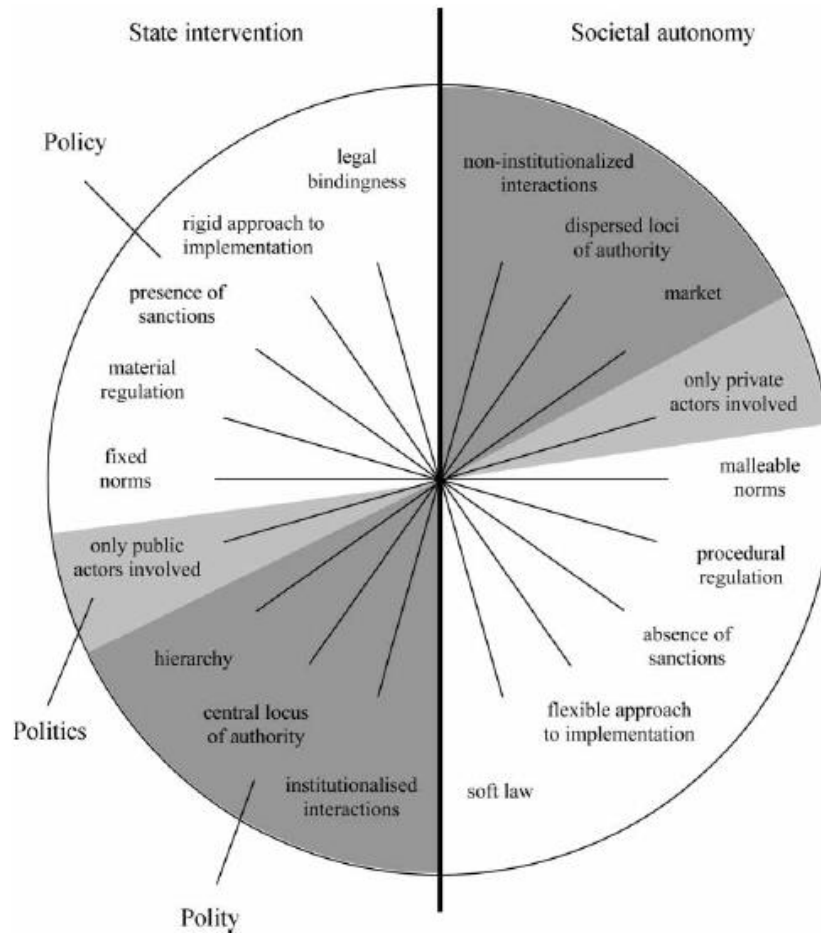 State intervention
Societal autonomy
Policy
legal
bindingness
non-institutionalized
interactions
rigid approach to
implementation
dispersed loci
of authority
presence of
sanctions
market
material
regulation
only private
actors involved
fixed
norms
malleable
norms
only public
actors involved
procedural
regulation
hierarchy
absence of
sanctions
Politics
central locus
of authority
flexible approach
to implementation
institutionalised
interactions
soft law
Polity